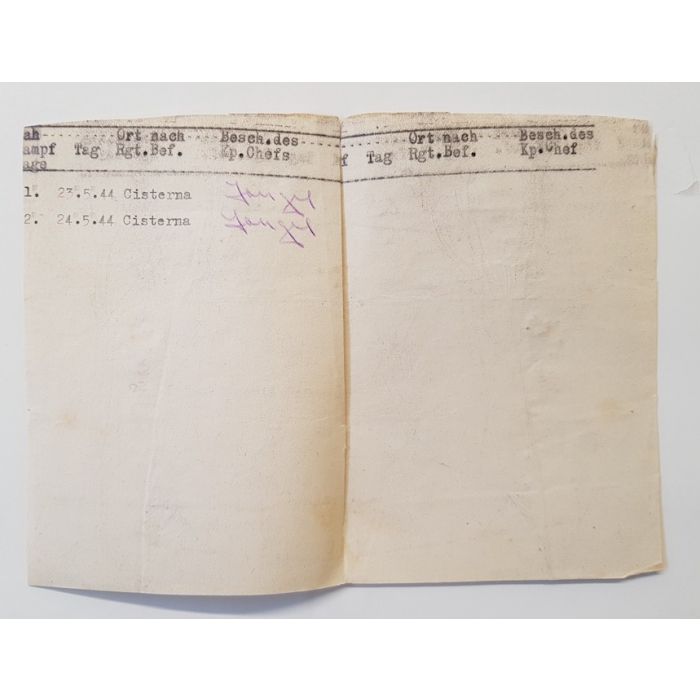 ah Ort nach Besch.des
ampf Tag Rgt.Bef. Kp.Chefs
age
1. 23.5.44 Cisterna
2. 24.5.44 Cisterna
Ort nach Besch.des
f Tag Rgt.Bef. Kp.Chef